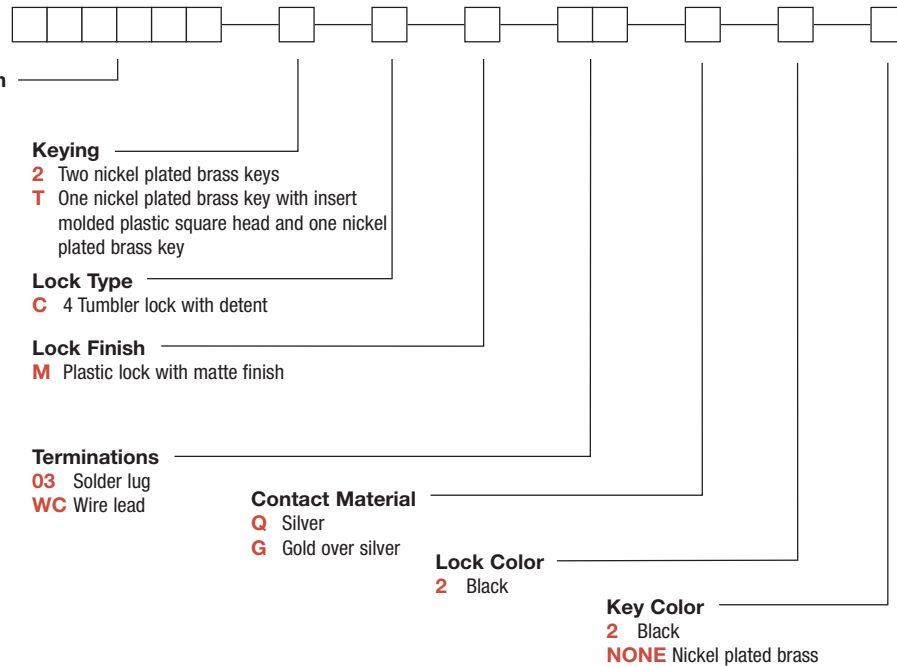 Keying
2 Two nickel plated brass keys
T One nickel plated brass key with insert
molded plastic square head and one nickel
plated brass key
Lock Type
C 4 Tumbler lock with detent
Lock Finish
M Plastic lock with matte finish
Terminations
03 Solder lug
WC Wire lead
Contact Material
Q Silver
G Gold over silver
Lock Color
2 Black
Key Color
2 Black
NONE Nickel plated brass